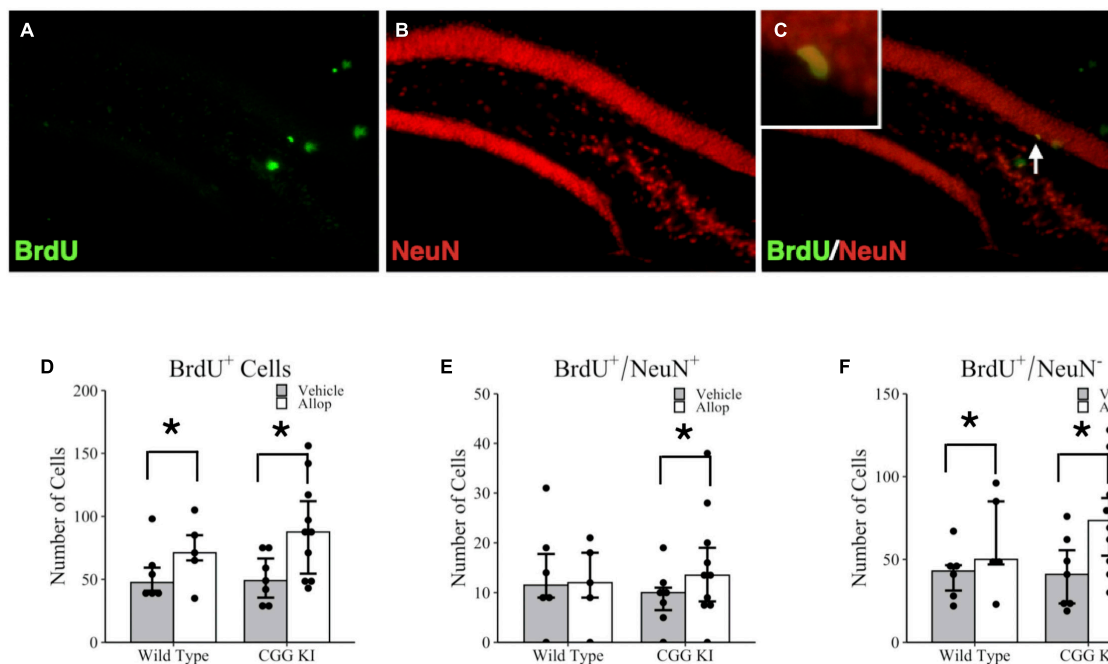 A
BrdU
B
NeuN
C
BrdU/NeuN
D
BrdU+ Cells
Vehicle
Allop
Number of Cells
200
150
100
50
0
*
*
Wild Type
CGG KI
E
BrdU+/NeuN+
Vehicle
Allop
Number of Cells
50
40
30
20
10
0
*
Wild Type
CGG KI
F
BrdU+/NeuN-
Number of Cells
150
100
50
0
*
*
Wild Type